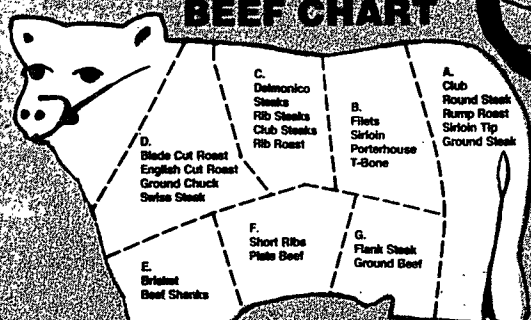 BEEF CHART
A.
Club
Round Steak
Rump Roast
Sirloin Tip
Ground Steak
B.
Filets
Sirloin
Porterhouse
T-Bone
C.
Delmonico
Steaks
Rib Steaks
Club Steaks
Rib Roast
D.
Blade Cut Roast
English Cut Roast
Ground Chuck
Swiss Steak
E.
Brisket
Beef Shanks
F.
Short Ribs
Plate Beef
G.
Flank Steak
Ground Beef